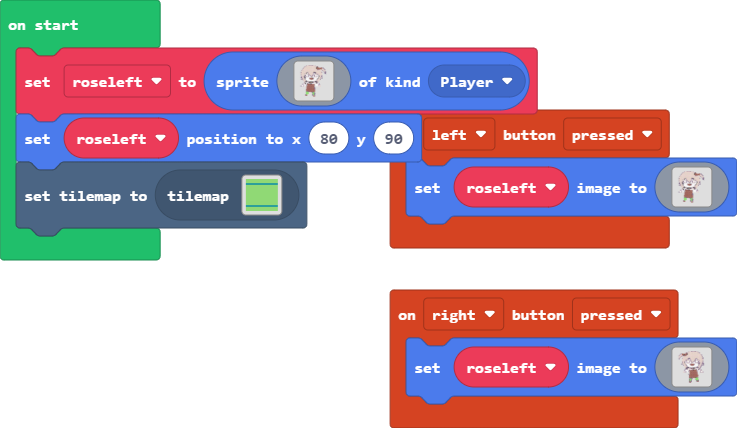 on start
set roseleft to sprite of kind Player
set roseleft position to x 80 y 90
set tilemap to tilemap
left button pressed
set roseleft image to
on right button pressed
set roseleft image to